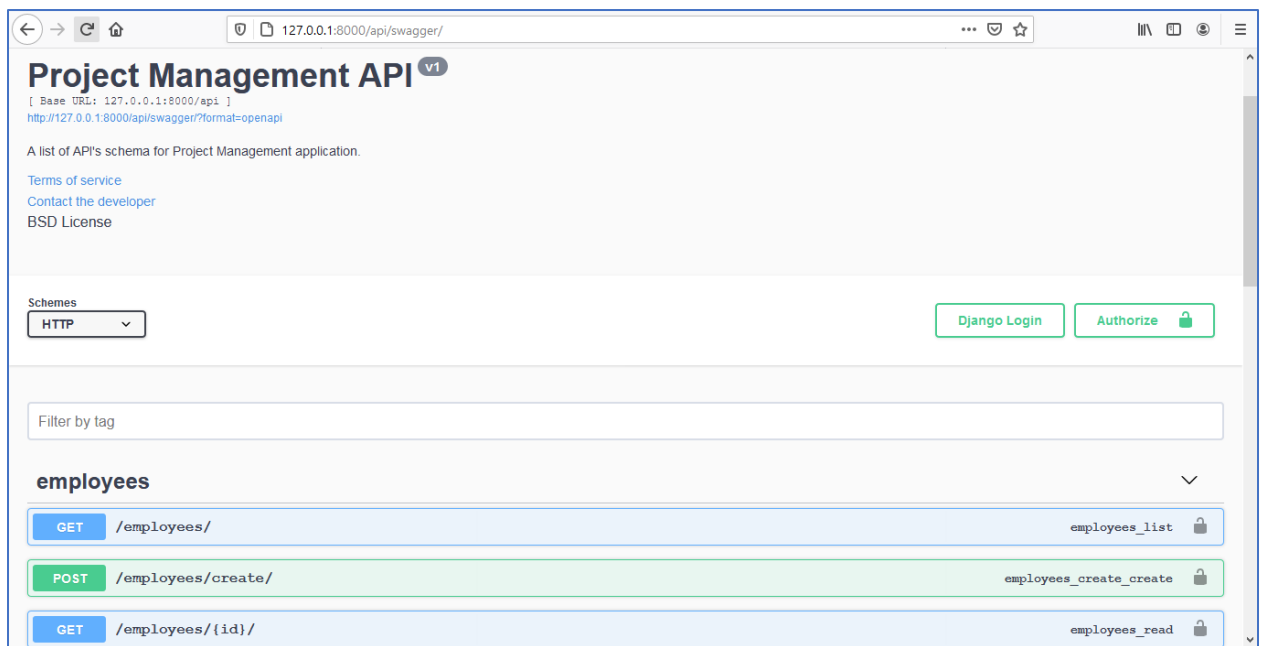 127.0.0.1:8000/api/swagger/
Project Management API v1
[ Base URL: 127.0.0.1:8000/api ]
http://127.0.0.1:8000/api/swagger/?format=openapi
A list of API's schema for Project Management application.
Terms of service
Contact the developer
BSD License
Schemes
HTTP
Django Login
Authorize
Filter by tag
employees
GET /employees/ employees_list
POST /employees/create/ employees_create_create
GET /employees/{id}/ employees_read